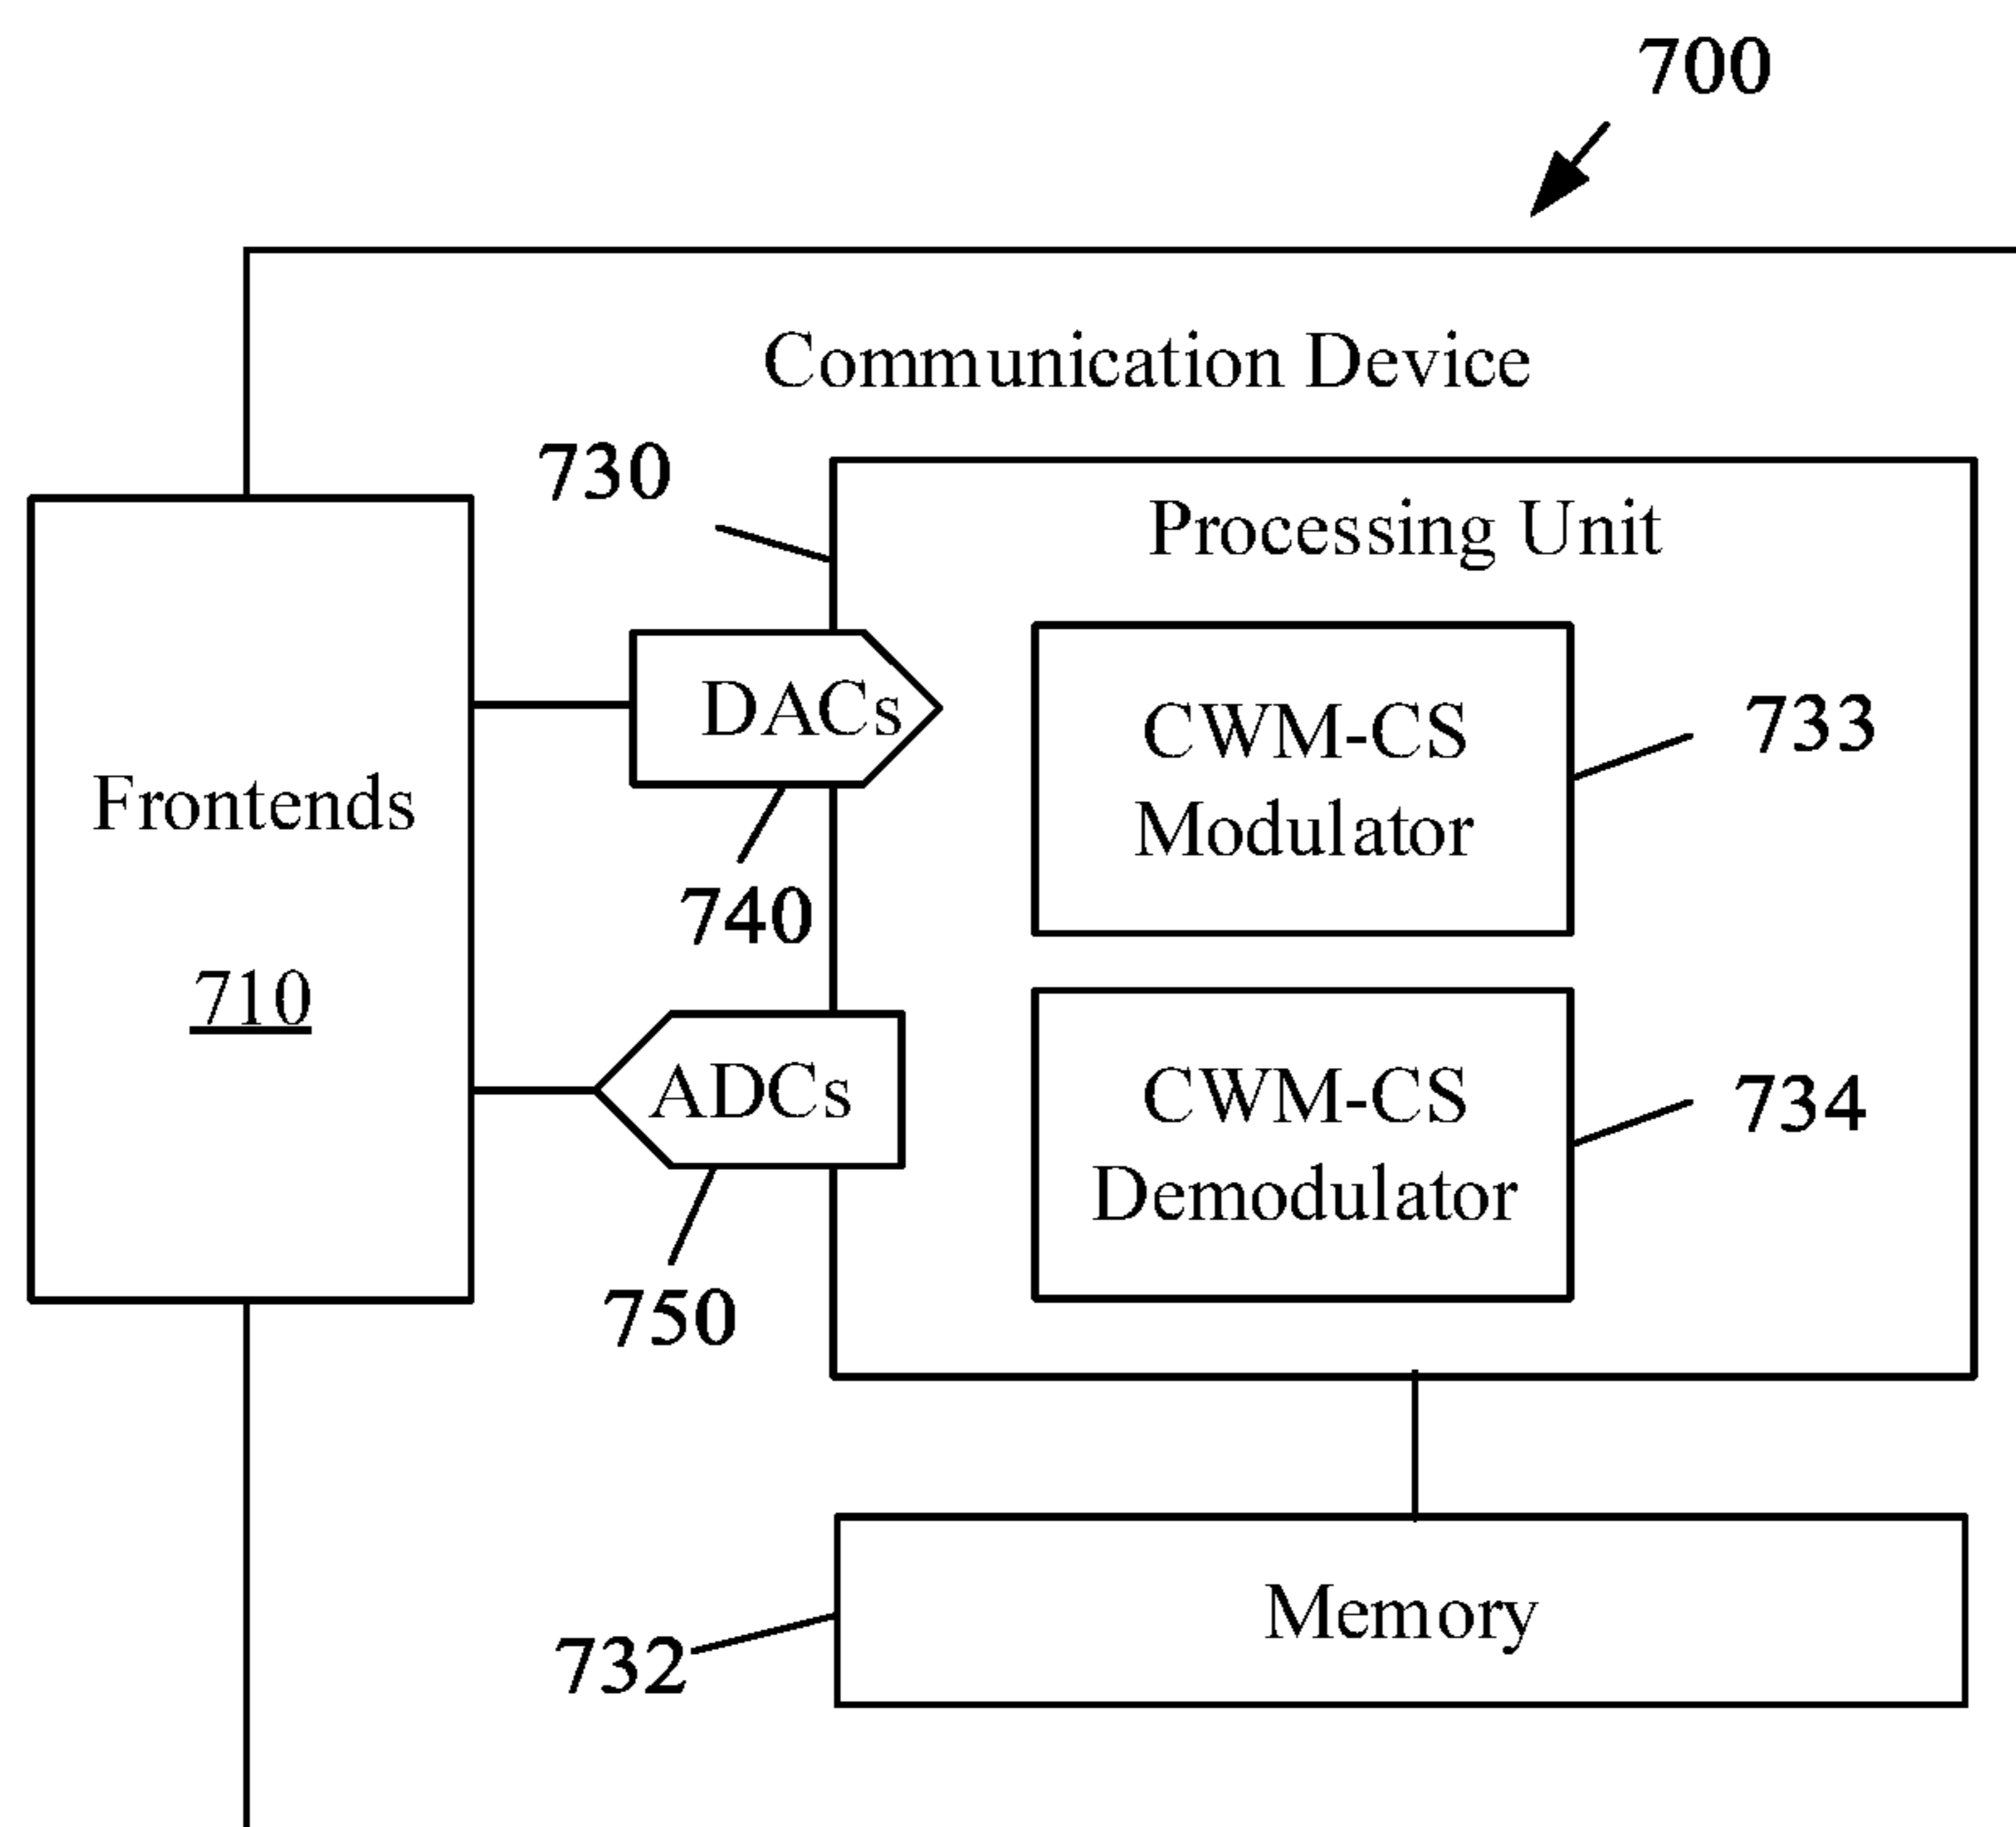 700
Communication Device
730
Processing Unit
DACs
CWM-CS
Modulator
733
Frontends
740
710
ADCs
CWM-CS
Demodulator
734
750
Memory
732